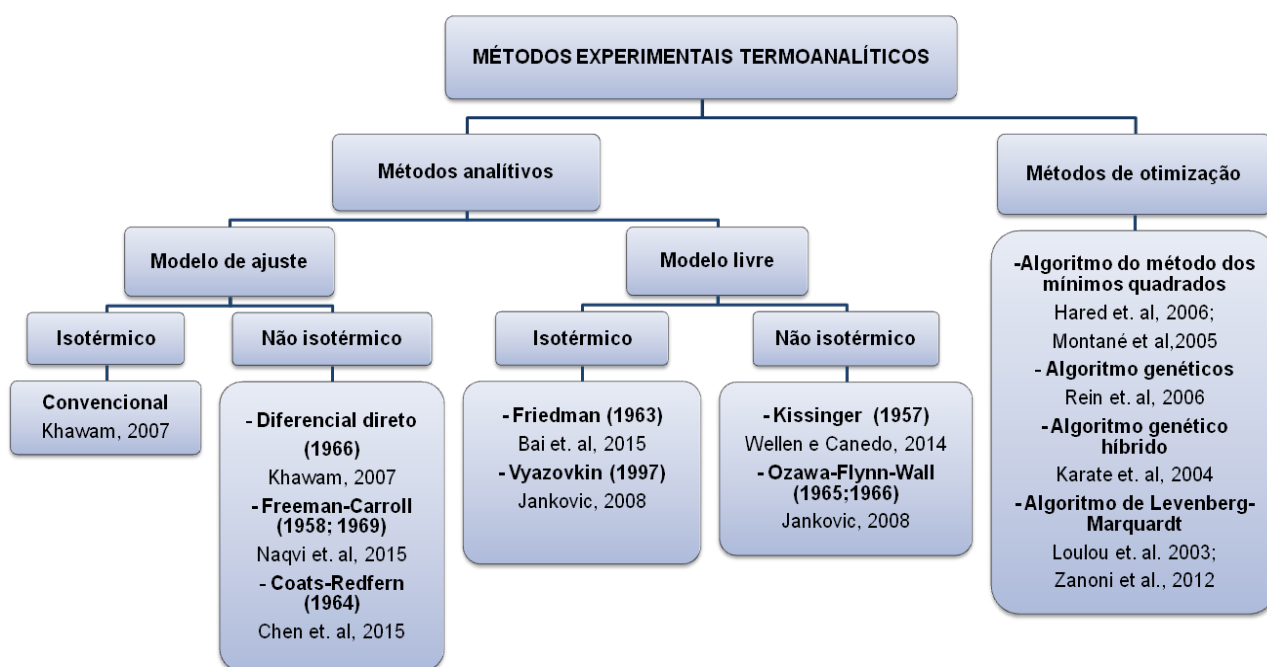 MÉTODOS EXPERIMENTAIS TERMOANALÍTICOS
Métodos analítivos
Métodos de otimização
Modelo de ajuste
Modelo livre
Isotérmico
Não isotérmico
Isotérmico
Não isotérmico
Convencional
Khawam, 2007
- Diferencial direto
(1966)
Khawam, 2007
- Freeman-Carroll
(1958; 1969)
Naqvi et. al, 2015
- Coats-Redfern
(1964)
Chen et. al, 2015
- Friedman (1963)
Bai et. al, 2015
- Vyazovkin (1997)
Jankovic, 2008
- Kissinger (1957)
Wellen e Canedo, 2014
- Ozawa-Flynn-Wall
(1965;1966)
Jankovic, 2008
-Algoritmo do método dos
mínimos quadrados
Hared et. al, 2006;
Montané et al,2005
- Algoritmo genéticos
Rein et. al, 2006
- Algoritmo genético
híbrido
Karate et. al, 2004
- Algoritmo de Levenberg-
Marquardt
Loulou et. al. 2003;
Zanoni et al., 2012